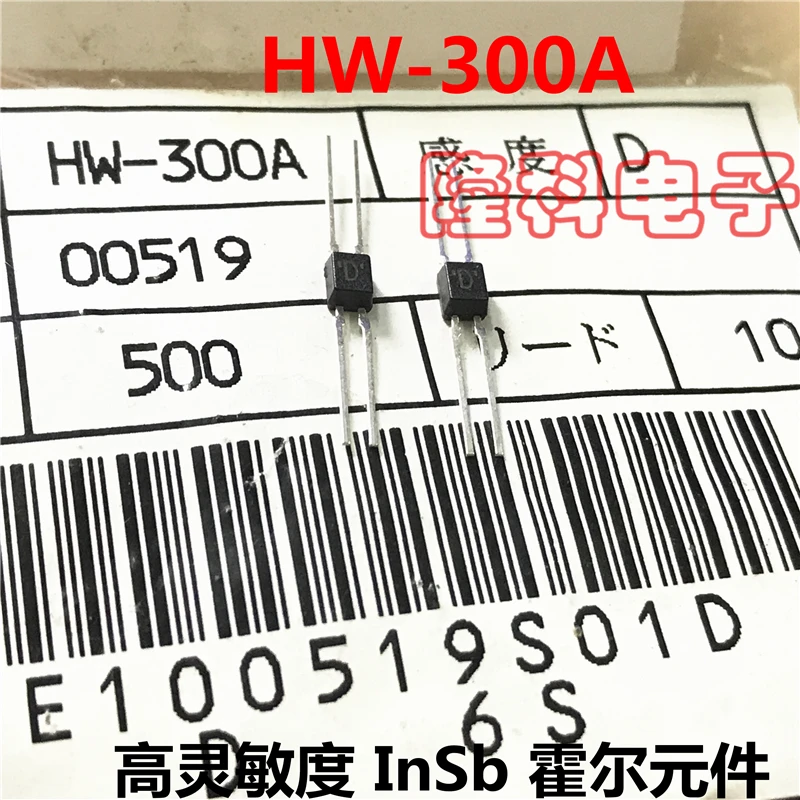 HW-300A
HW-300A 感度 D
隆科电子
00519
'D' 'D'
500 リード 10
E100519S01D
D 6S
高灵敏度 InSb 霍尔元件